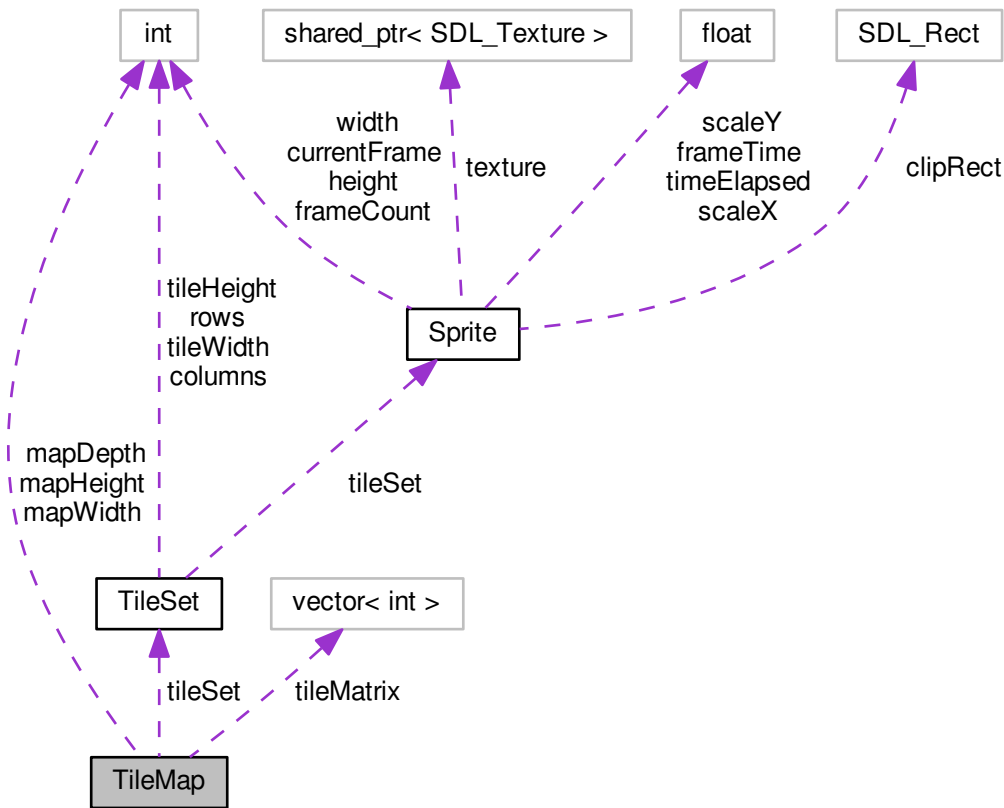 int
shared_ptr< SDL_Texture >
float
SDL_Rect
width
currentFrame
height
frameCount
texture
scaleY
frameTime
timeElapsed
scaleX
clipRect
tileHeight
rows
tileWidth
columns
Sprite
mapDepth
mapHeight
mapWidth
tileSet
TileSet
vector< int >
tileSet
tileMatrix
TileMap